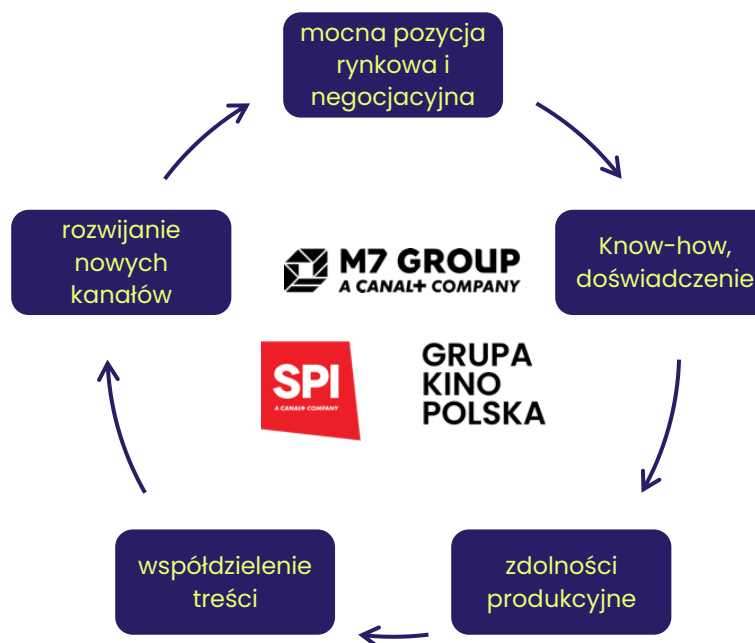 mocna pozycja
rynkowa i
negocjacyjna
rozwijanie
nowych
kanałów
Know-how,
doświadczenie
M7 GROUP
A CANAL+ COMPANY
SPI
A CANAL+ COMPANY
GRUPA
KINO
POLSKA
współdzielenie
treści
zdolności
produkcyjne